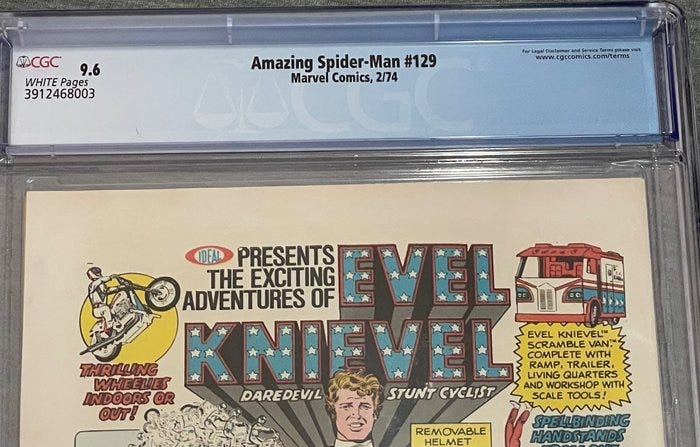 CGC 9.6
WHITE Pages
3912468003
Amazing Spider-Man #129
Marvel Comics, 2/74
For Legal Disclaimer and Service Terms please visit
www.cgccomics.com/terms
CGC
IDEAL PRESENTS
THE EXCITING
ADVENTURES OF
EVEL
KNIEVEL
DAREDEVIL STUNT CYCLIST
THRILLING
WHEELIES
INDOORS OR
OUT!
EVEL KNIEVEL™
SCRAMBLE VAN™
COMPLETE WITH
RAMP, TRAILER,
LIVING QUARTERS
AND WORKSHOP WITH
SCALE TOOLS!
SPELLBINDING
HANDSTANDS
REMOVABLE
HELMET